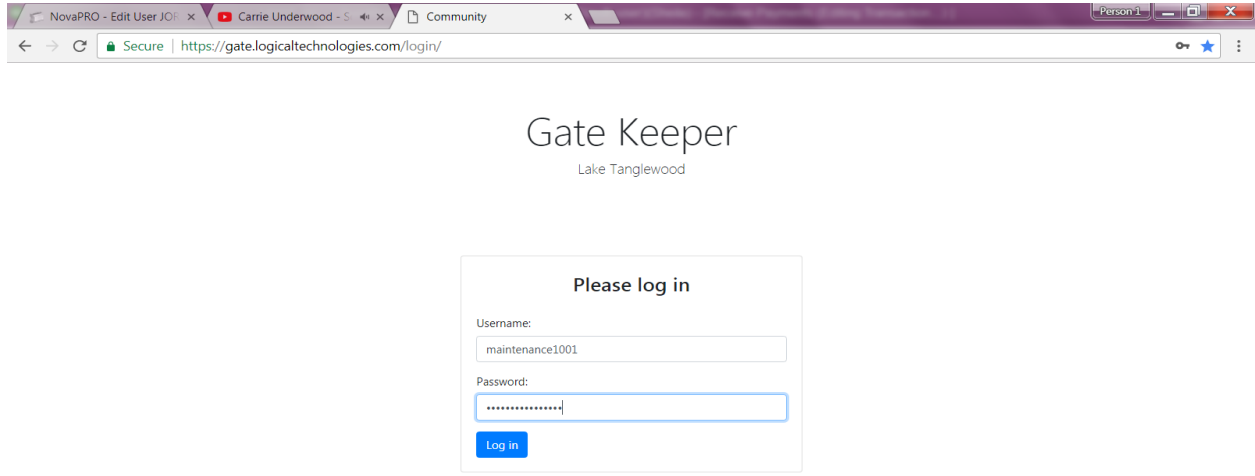 NovaPRO - Edit User JOR
Carrie Underwood - S
Community
Person 1
Secure | https://gate.logicaltechnologies.com/login/
Gate Keeper
Lake Tanglewood
Please log in
Username:
maintenance1001
Password:
••••••••••••••••
Log in